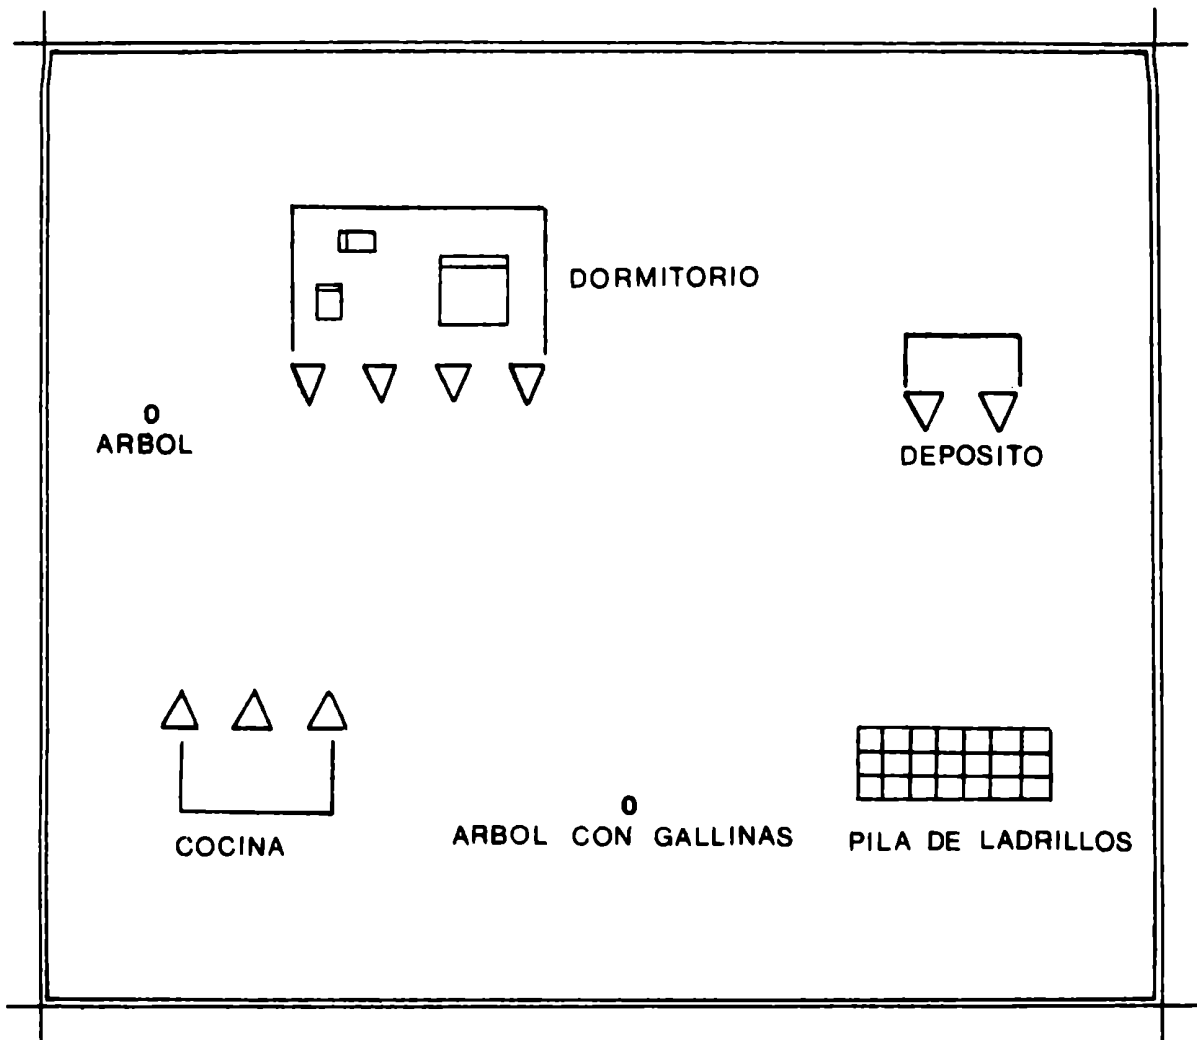 DORMITORIO
0
ARBOL
DEPOSITO
COCINA
0
ARBOL CON GALLINAS
PILA DE LADRILLOS